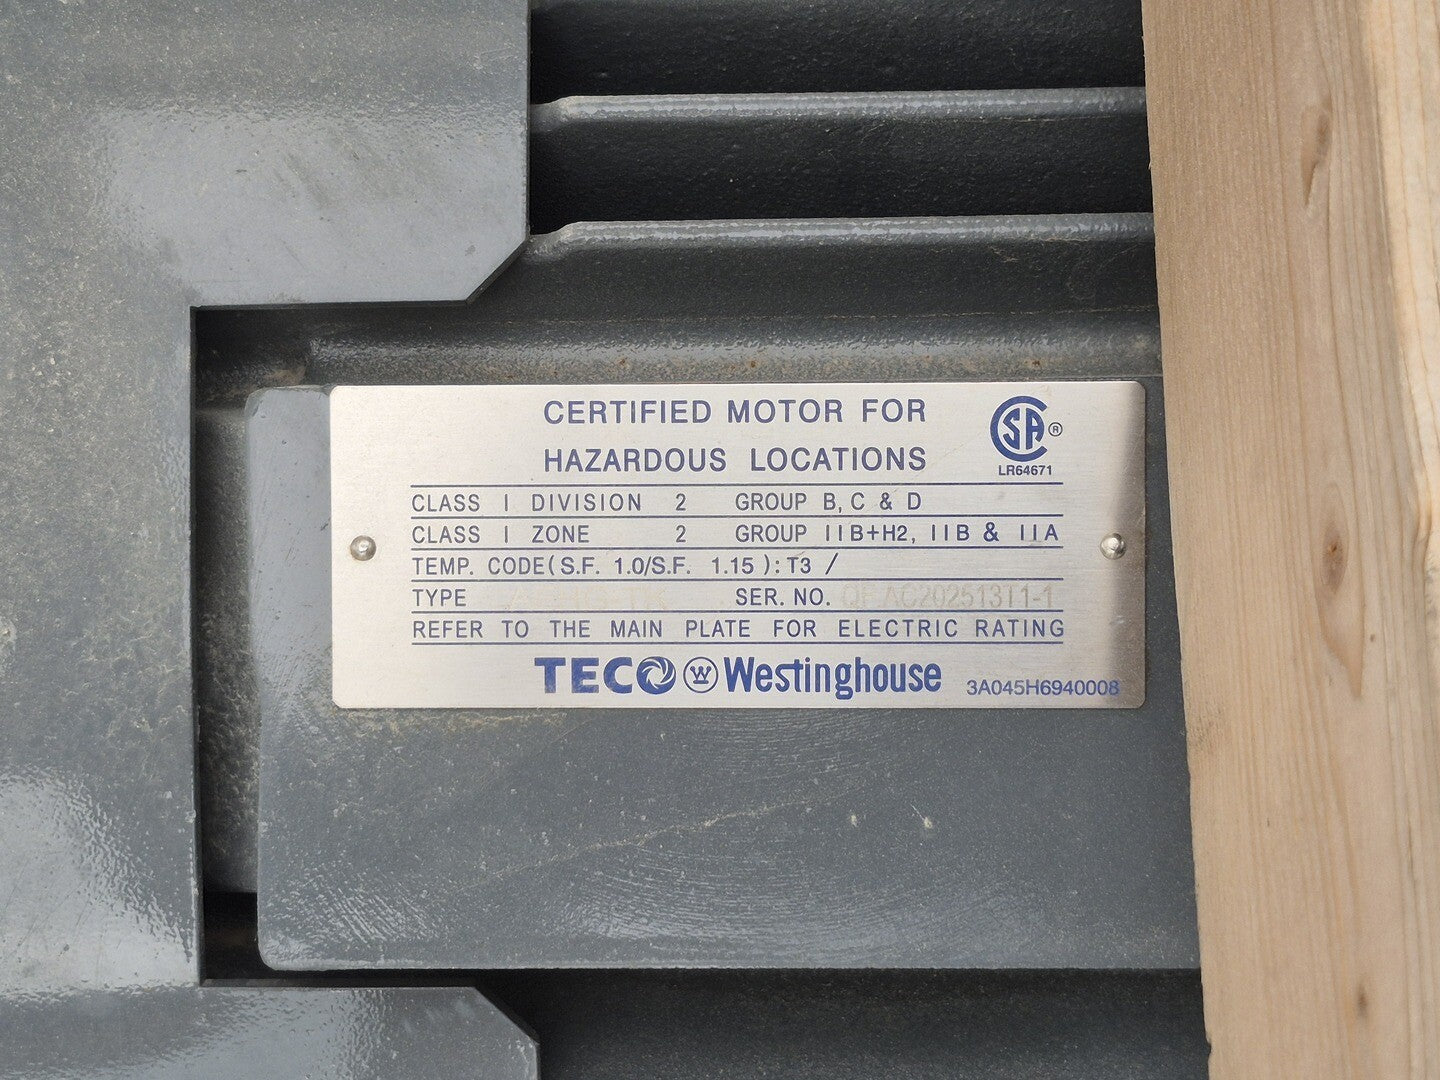 CERTIFIED MOTOR FOR
HAZARDOUS LOCATIONS
CSA ®
LR64671
CLASS I DIVISION 2 GROUP B, C & D
CLASS I ZONE 2 GROUP IIB+H2, IIB & IIA
TEMP. CODE(S.F. 1.0/S.F. 1.15): T3 /
TYPE SER. NO.
REFER TO THE MAIN PLATE FOR ELECTRIC RATING
TECO W Westinghouse
3A045H6940008